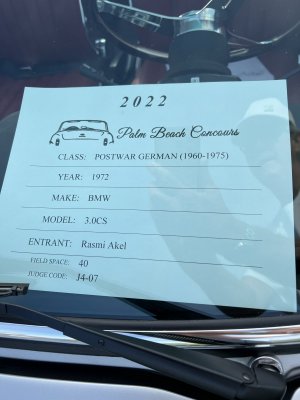 2022
Palm Beach Concours
CLASS: POSTWAR GERMAN (1960-1975)
YEAR: 1972
MAKE: BMW
MODEL: 3.0CS
ENTRANT: Rasmi Akel
FIELD SPACE: 40
JUDGE CODE: J4-07